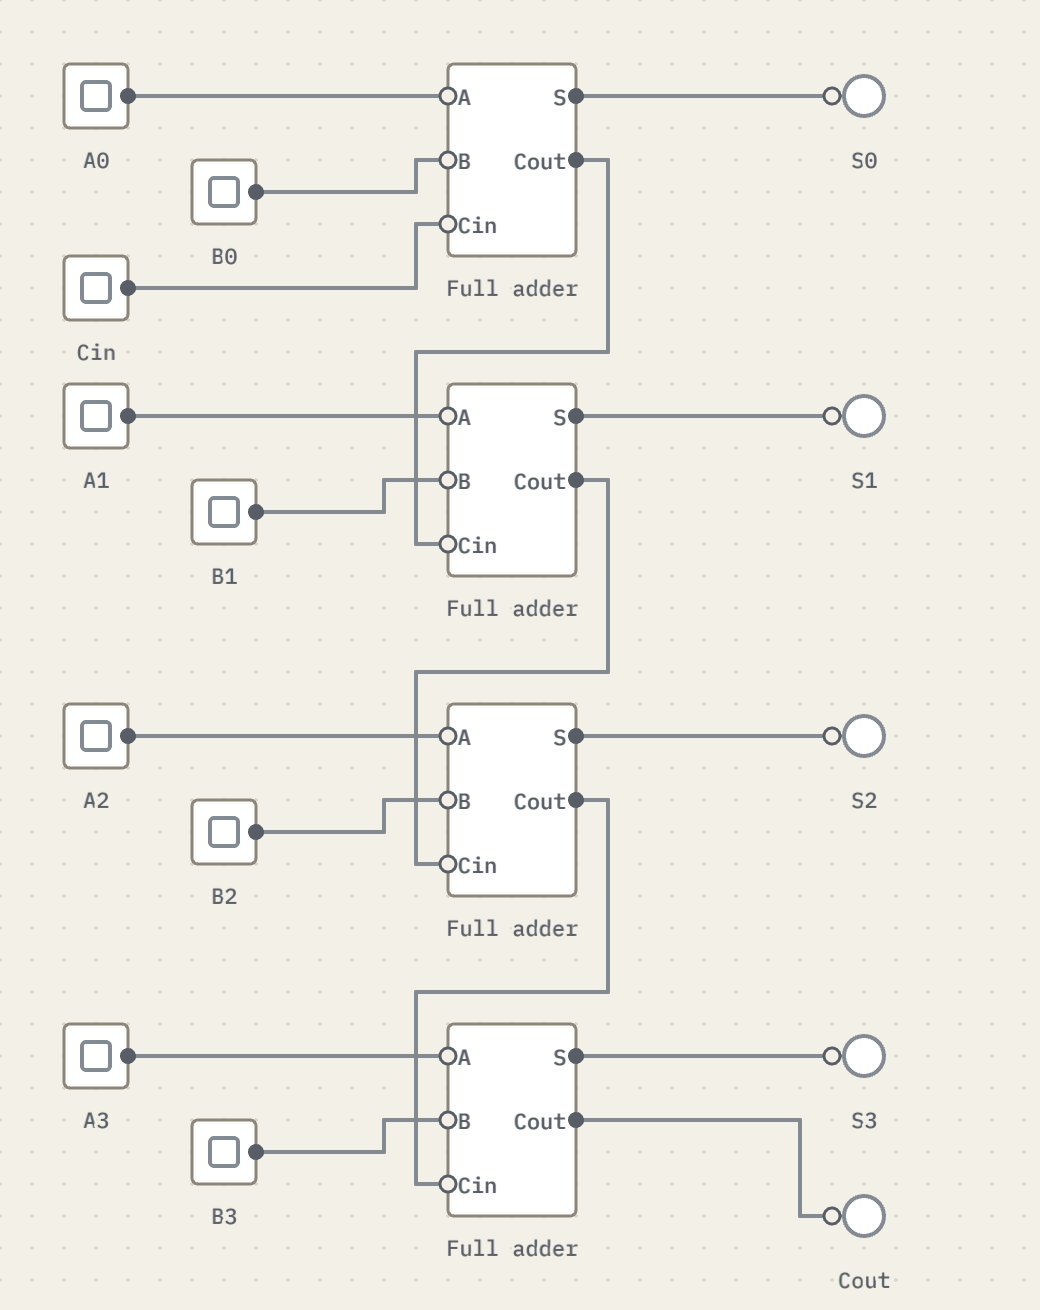 A S
A0 S0
B Cout
B0
Cin
Full adder
Cin
A S
A1 S1
B Cout
Cin
B1
Full adder
A S
A2 S2
B Cout
Cin
B2
Full adder
A S
A3 S3
B Cout
Cin
B3
Full adder
Cout